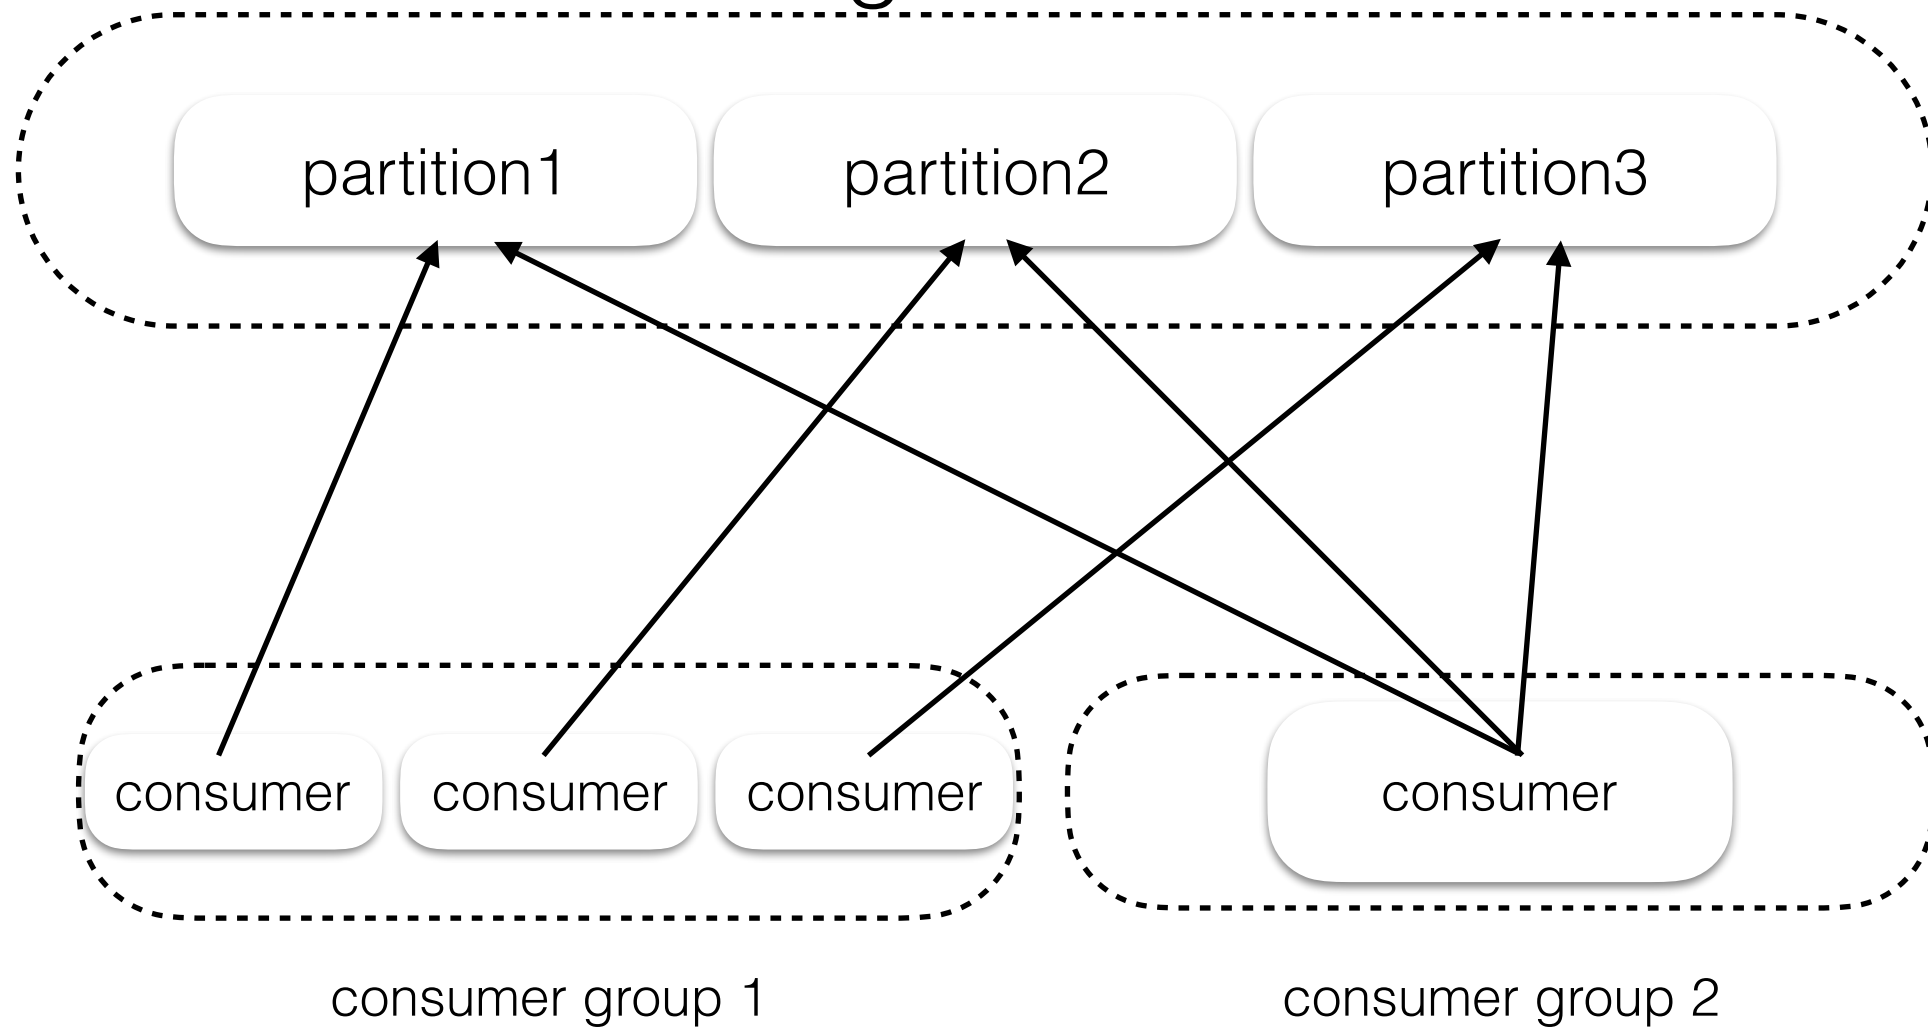 partition1 partition2 partition3
consumer consumer consumer consumer
consumer group 1 consumer group 2